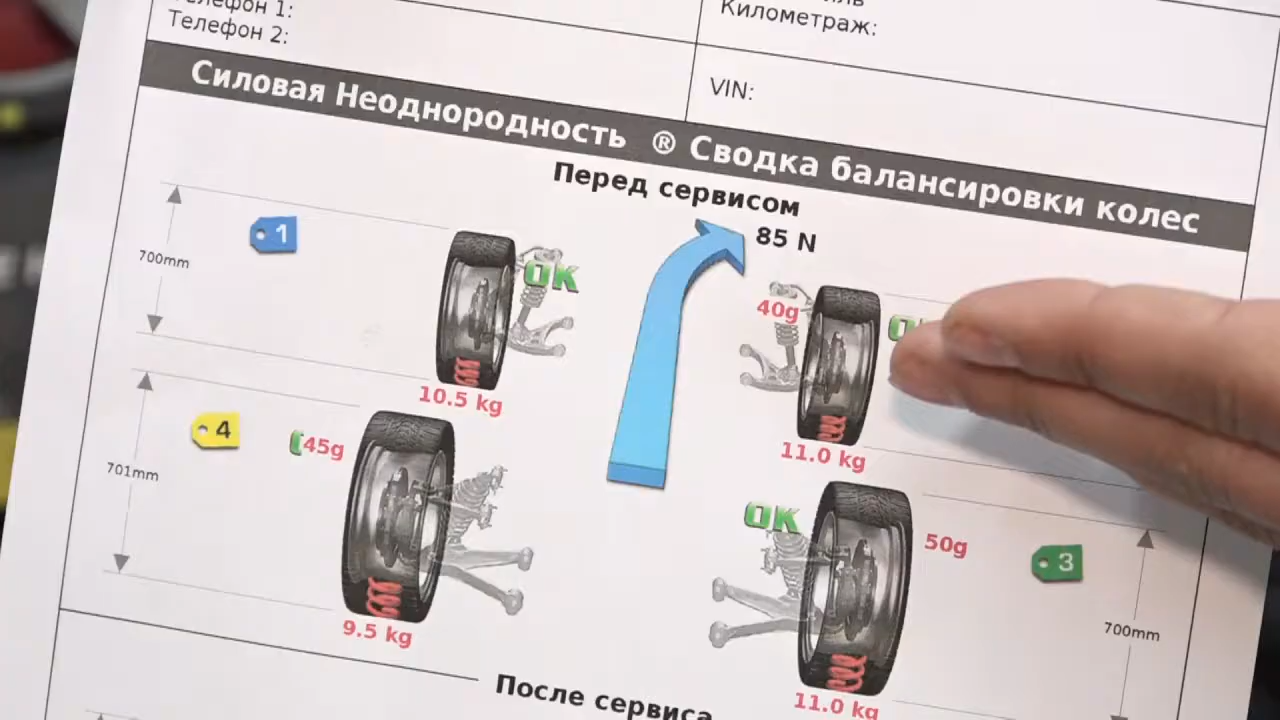 Телефон 1:
Телефон 2:
Километраж:
VIN:
Силовая Неоднородность ® Сводка балансировки колес
Перед сервисом
85 N
700mm
1
OK
40g
10.5 kg
11.0 kg
4
45g
701mm
OK
50g
3
700mm
9.5 kg
11.0 kg
После сервиса